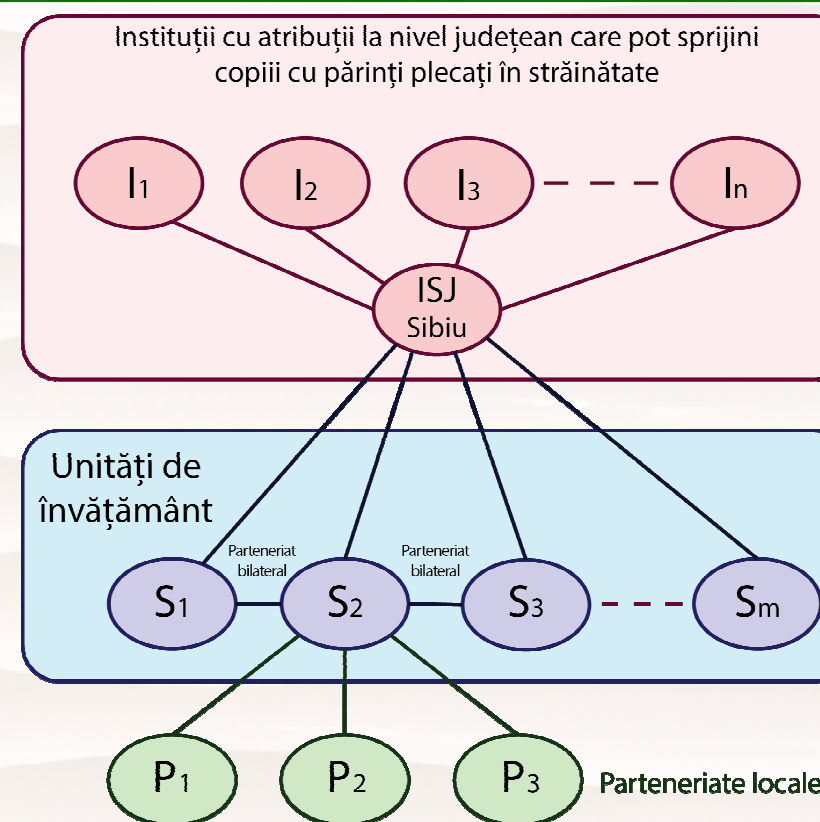 Instituții cu atribuții la nivel județean care pot sprijini
copiii cu părinți plecați în străinătate
I1 I2 I3 In
ISJ
Sibiu
Unități de
învățământ
Parteneriat
bilateral
Parteneriat
bilateral
S1 S2 S3 Sm
P1 P2 P3 Parteneriate locale